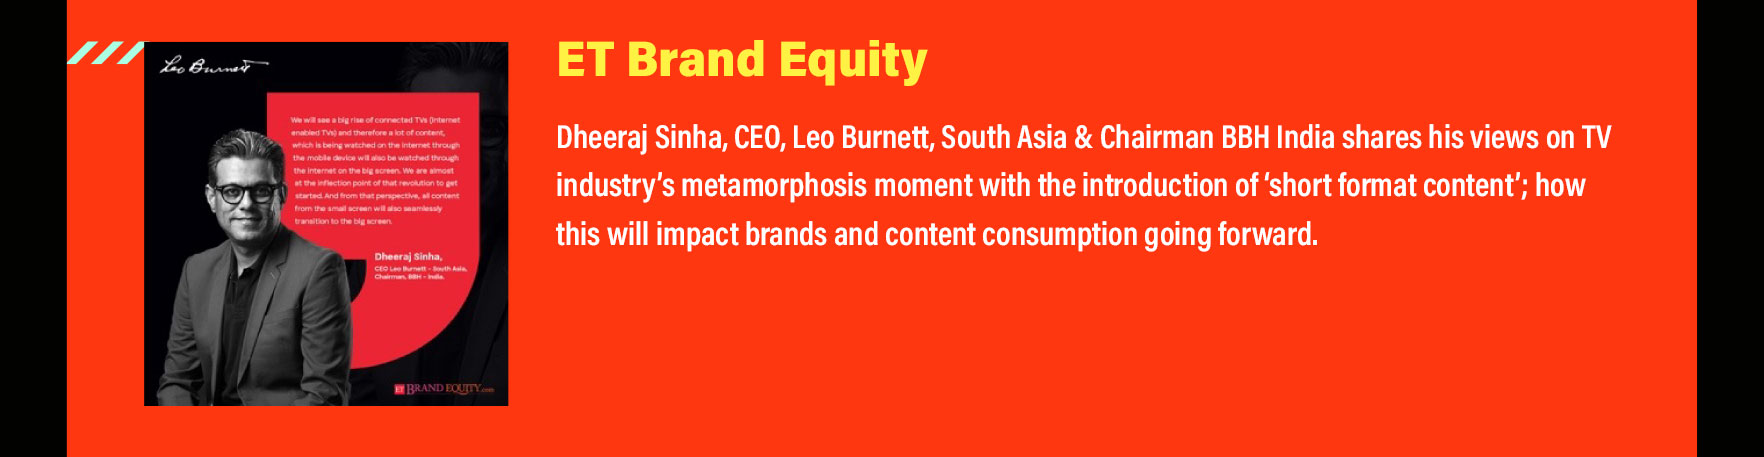 Leo Burnett
We will see a big rise of connected TVs (Internet
enabled TVs) and therefore a lot of content,
which is being watched on the Internet through
the mobile device will also be watched through
the Internet on the big screen. We are almost
at the inflection point of that revolution to get
started. And from that perspective, all content
from the small screen will also seamlessly
transition to the big screen.
Dheeraj Sinha,
CEO Leo Burnett - South Asia,
Chairman, BBH - India.
ET BRAND EQUITY.com
ET Brand Equity
Dheeraj Sinha, CEO, Leo Burnett, South Asia & Chairman BBH India shares his views on TV
industry’s metamorphosis moment with the introduction of ‘short format content’; how
this will impact brands and content consumption going forward.